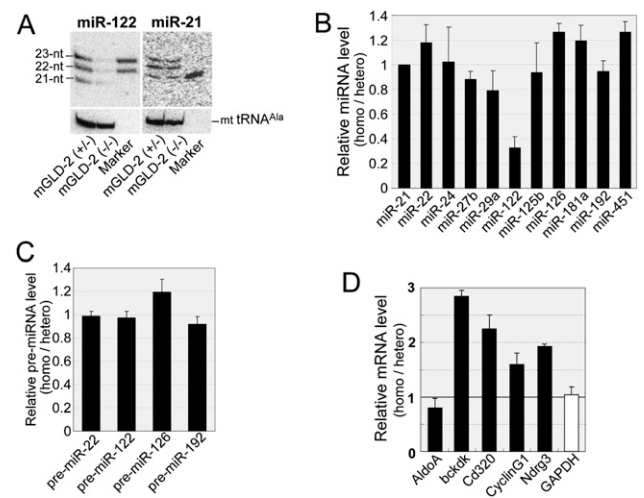 A
miR-122 miR-21
23-nt
22-nt
21-nt
mt tRNAAla
mGLD-2 (+/-)
mGLD-2 (-/-)
Marker
mGLD-2 (+/-)
mGLD-2 (-/-)
Marker
B
Relative miRNA level
(homo / hetero)
1.4
1.2
1
0.8
0.6
0.4
0.2
0
miR-21
miR-22
miR-24
miR-27b
miR-29a
miR-122
miR-125b
miR-126
miR-181a
miR-192
miR-451
C
Relative pre-miRNA level
(homo / hetero)
1.4
1.2
1
0.8
0.6
0.4
0.2
0
pre-miR-22
pre-miR-122
pre-miR-126
pre-miR-192
D
Relative mRNA level
(homo / hetero)
3
2
1
0
AldoA
bckdk
Cd320
CyclinG1
Ndrg3
GAPDH